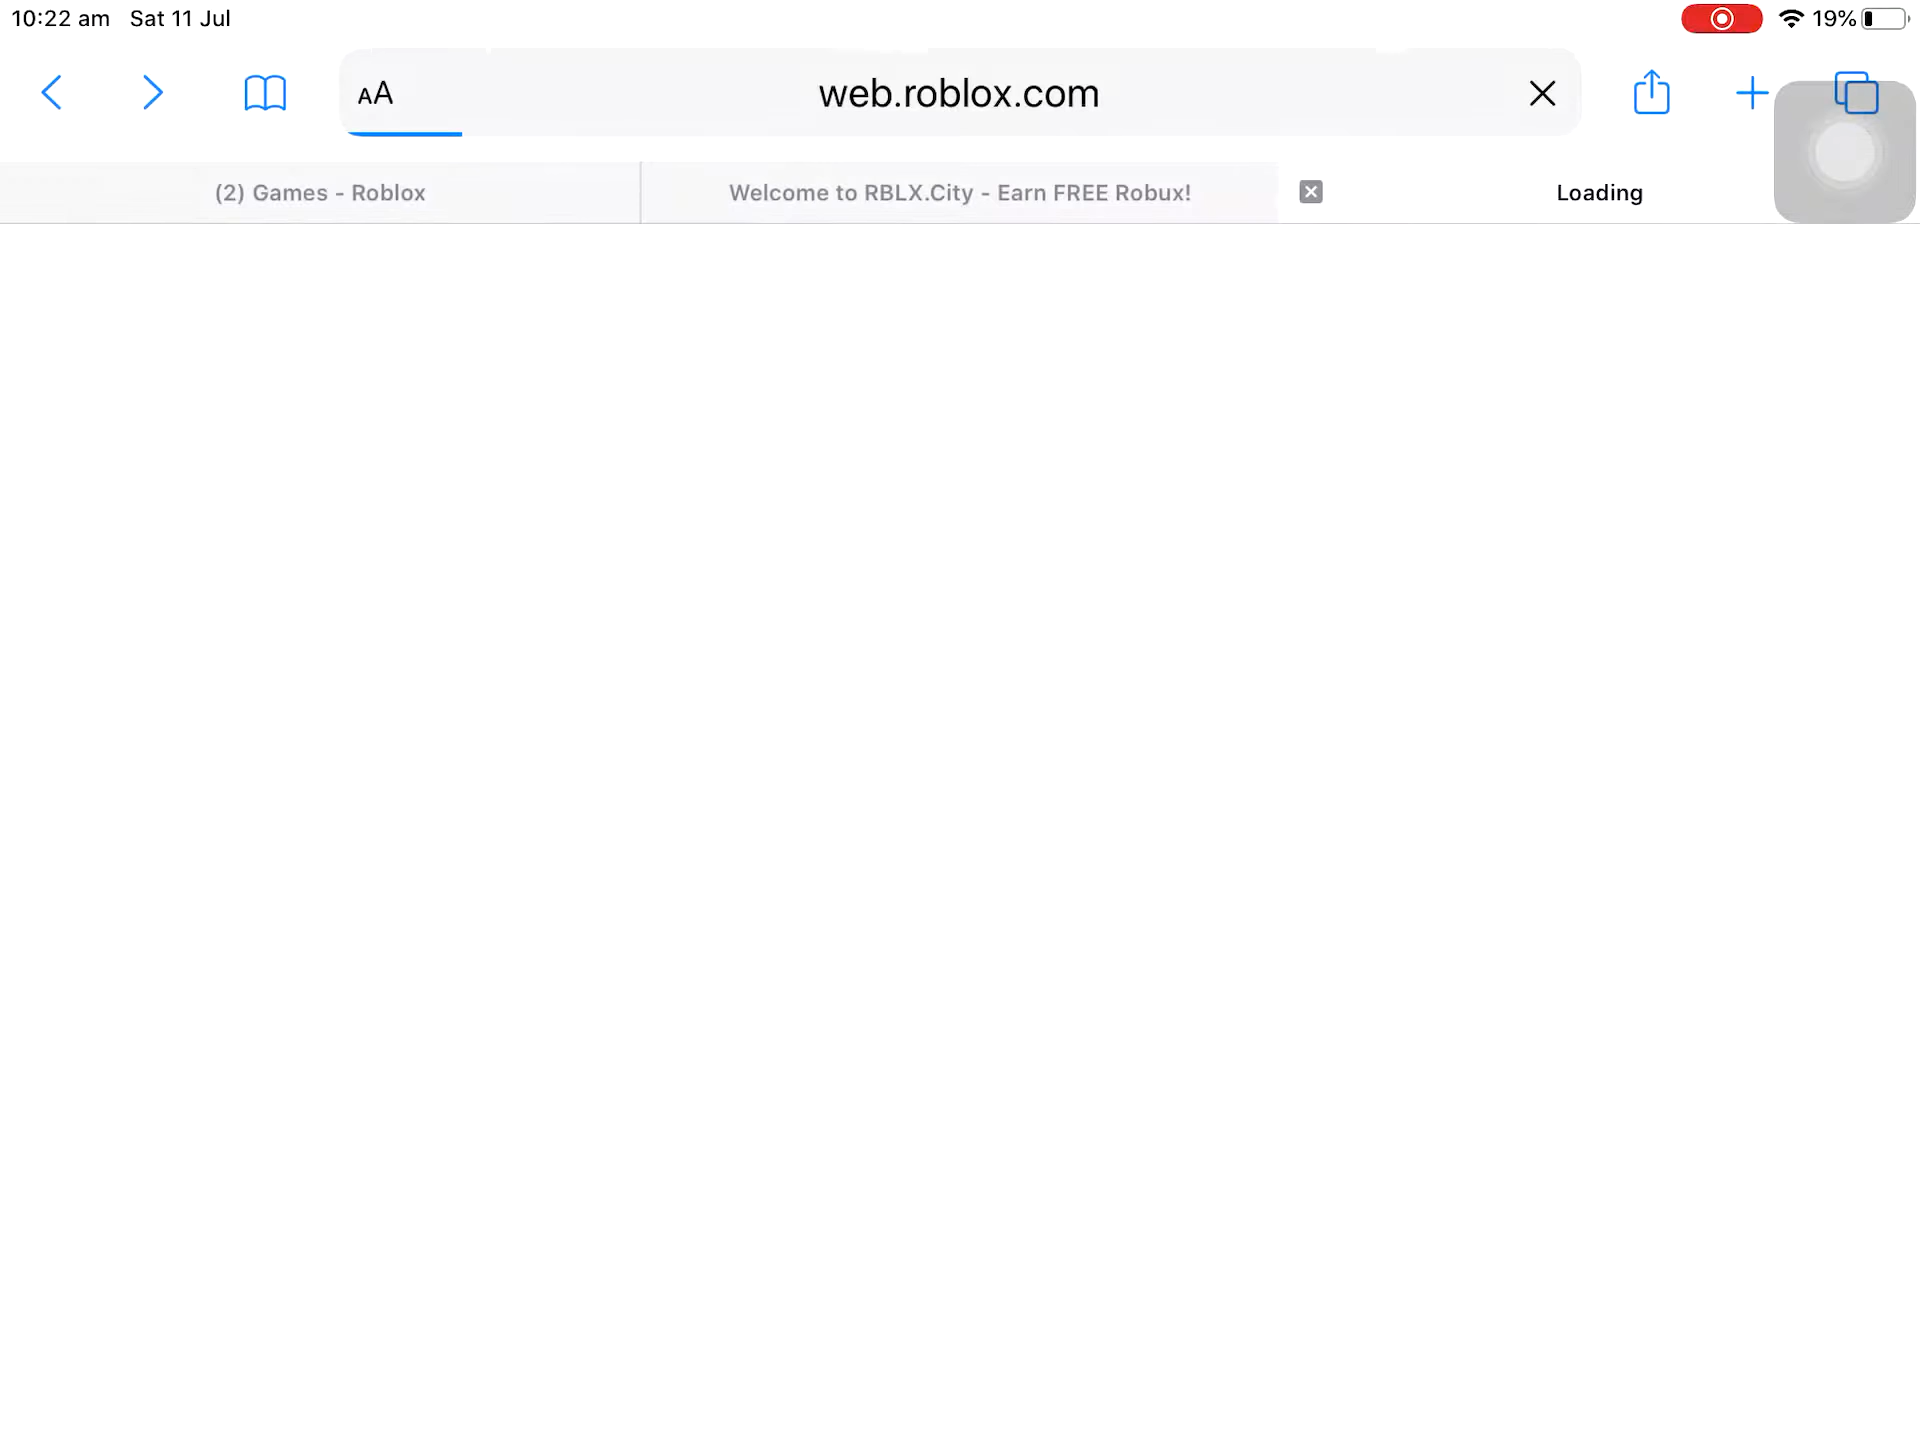 10:22 am Sat 11 Jul
19%
AA
web.roblox.com
(2) Games - Roblox
Welcome to RBLX.City - Earn FREE Robux!
Loading